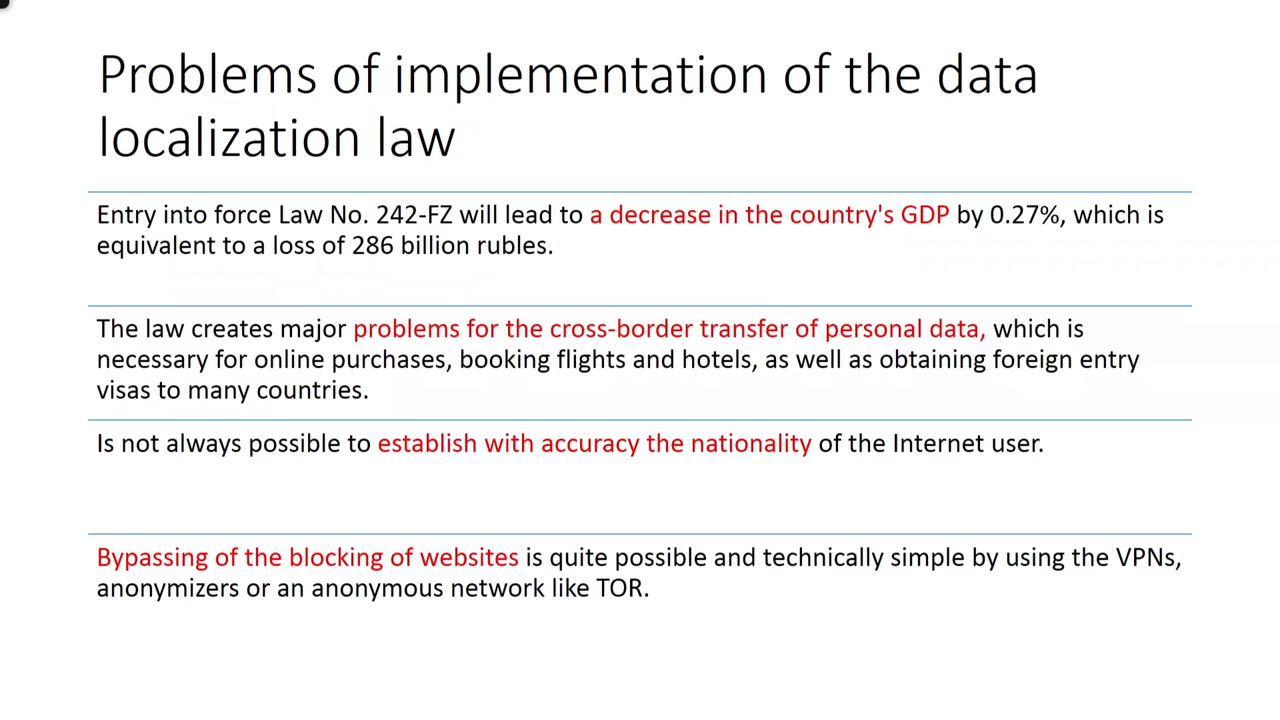 Problems of implementation of the data
localization law
Entry into force Law No. 242-FZ will lead to a decrease in the country's GDP by 0.27%, which is
equivalent to a loss of 286 billion rubles.
The law creates major problems for the cross-border transfer of personal data, which is
necessary for online purchases, booking flights and hotels, as well as obtaining foreign entry
visas to many countries.
Is not always possible to establish with accuracy the nationality of the Internet user.
Bypassing of the blocking of websites is quite possible and technically simple by using the VPNs,
anonymizers or an anonymous network like TOR.